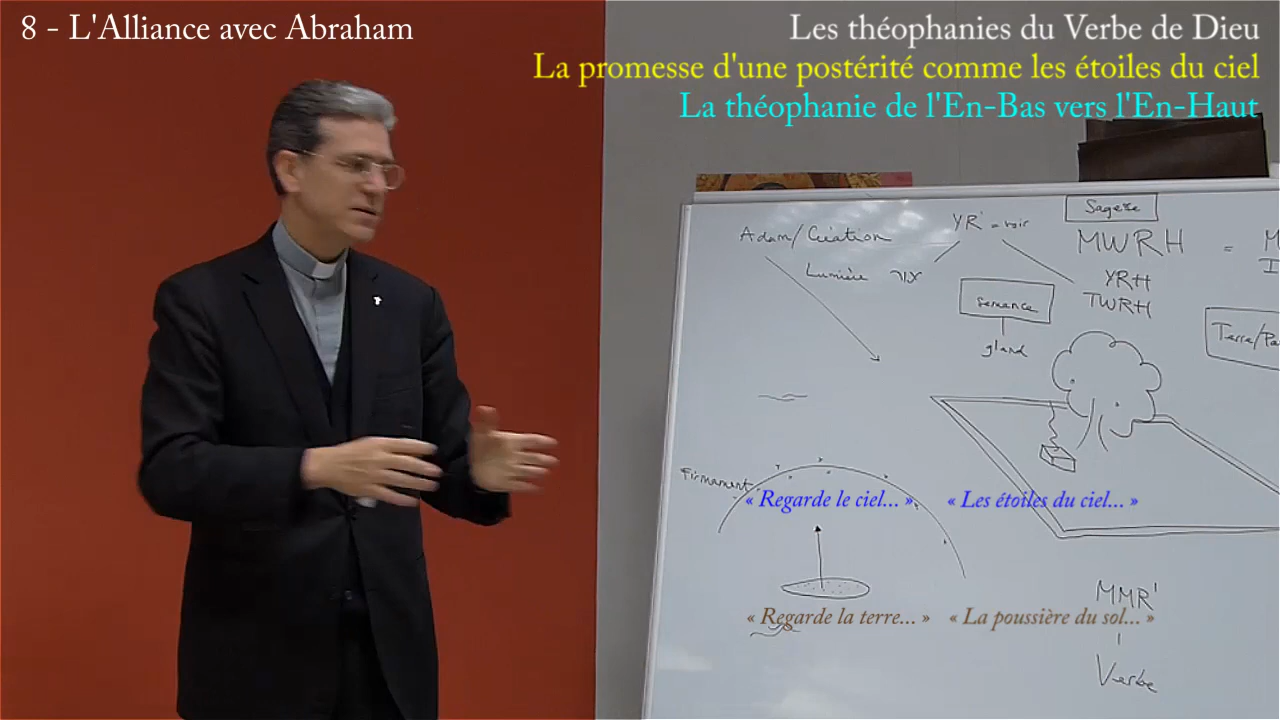 8 - L'Alliance avec Abraham
Les théophanies du Verbe de Dieu
La promesse d'une postérité comme les étoiles du ciel
La théophanie de l'En-Bas vers l'En-Haut
Sagesse
Adam/Création
YR' = voir
MWRH =
Lumière
YRH
TWRH
semence
gland
Terre/Pa
Firmament
« Regarde le ciel... »
« Les étoiles du ciel... »
MMR'
« Regarde la terre... »
« La poussière du sol... »
Verbe